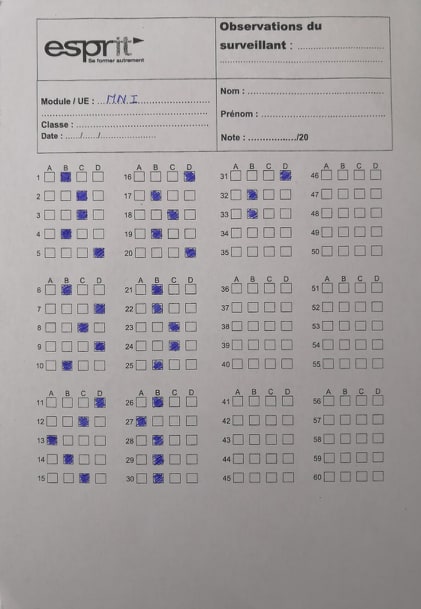 esprit
Se former autrement
Observations du
surveillant : ..............................
........................................
Module / UE : ...MNI........................
........................................
Classe : ..............................
Date : ...../...../..................
Nom : ..............................
Prénom : ..............................
Note : ............../20
A B C D A B C D A B C D A B C D
1 16 31 46
2 17 32 47
3 18 33 48
4 19 34 49
5 20 35 50
A B C D A B C D A B C D A B C D
6 21 36 51
7 22 37 52
8 23 38 53
9 24 39 54
10 25 40 55
A B C D A B C D A B C D A B C D
11 26 41 56
12 27 42 57
13 28 43 58
14 29 44 59
15 30 45 60